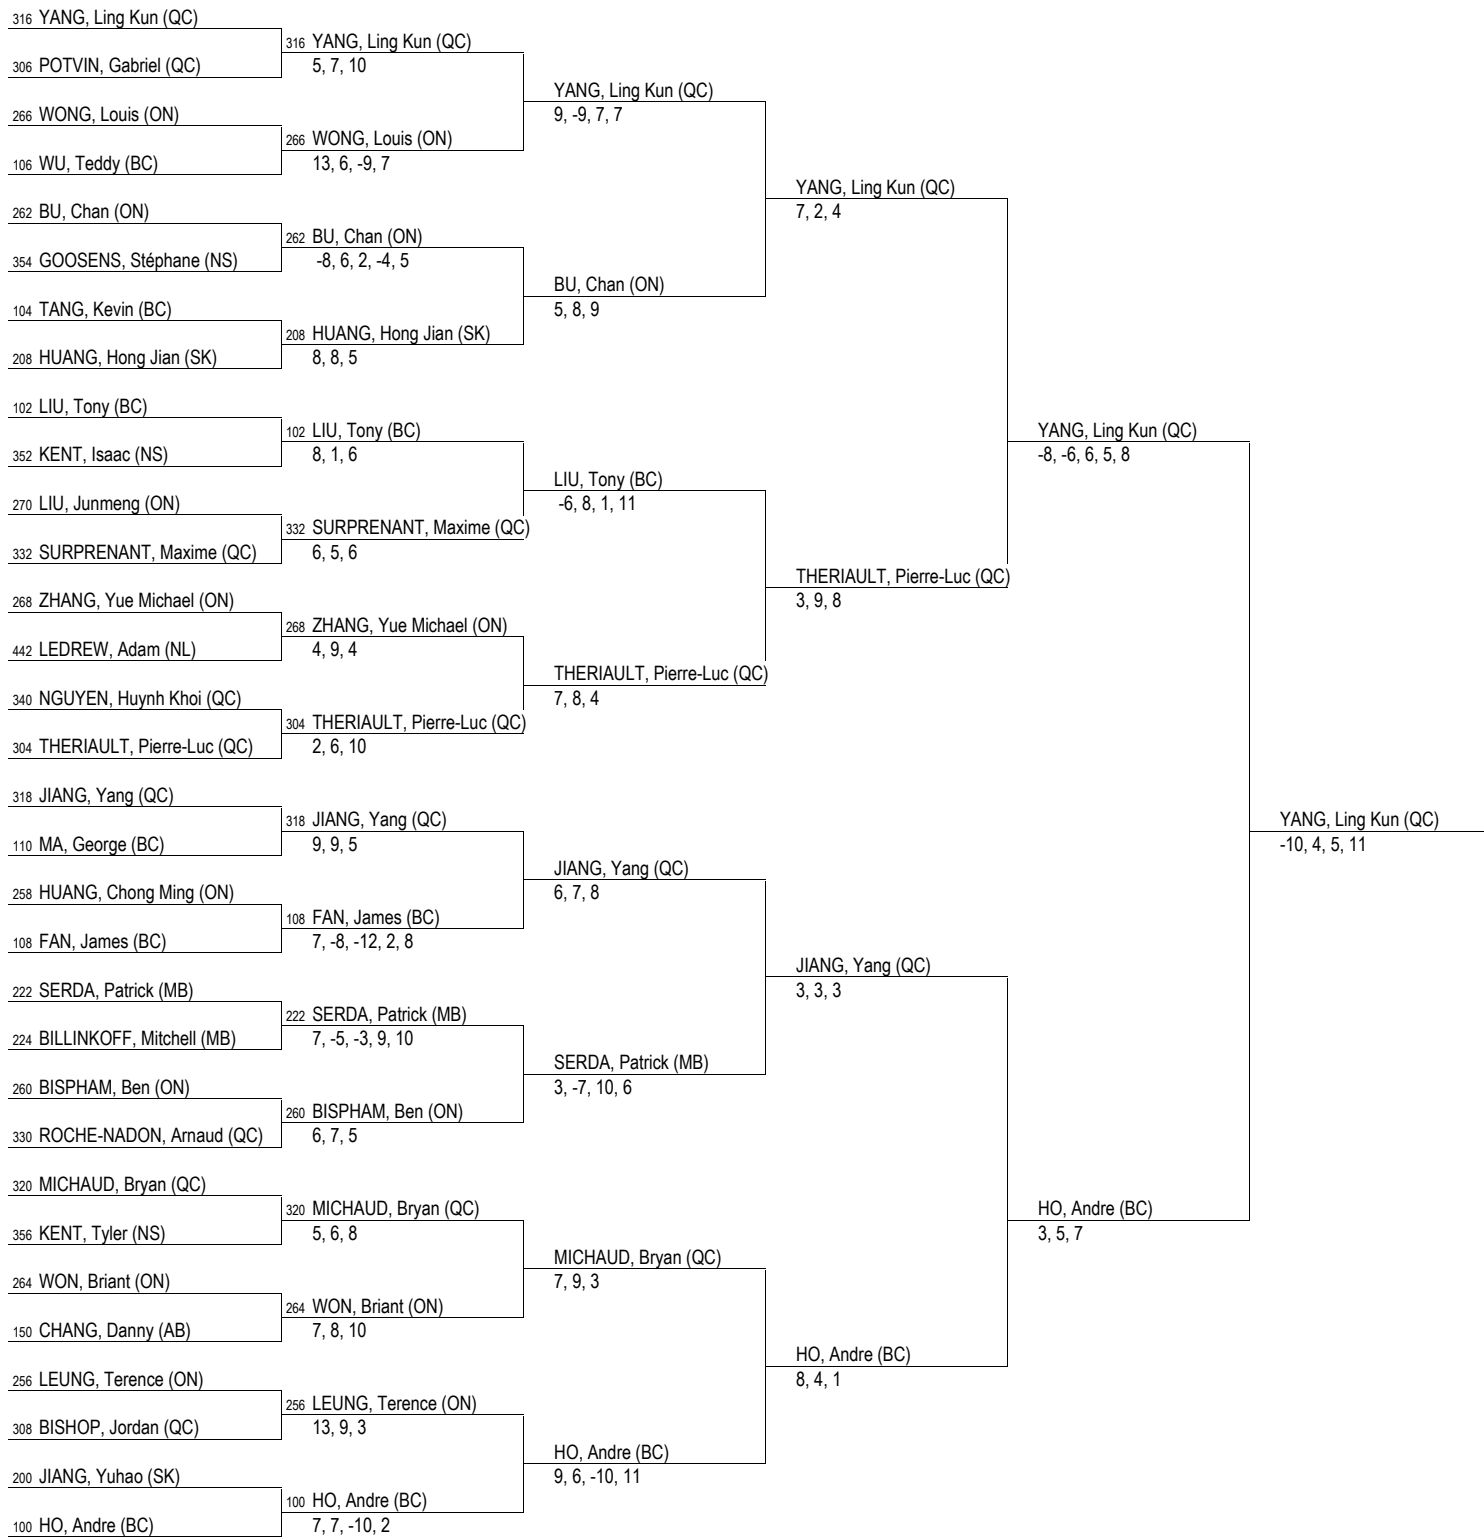 316 YANG, Ling Kun (QC)
306 POTVIN, Gabriel (QC)
266 WONG, Louis (ON)
106 WU, Teddy (BC)
262 BU, Chan (ON)
354 GOOSENS, Stéphane (NS)
104 TANG, Kevin (BC)
208 HUANG, Hong Jian (SK)
102 LIU, Tony (BC)
352 KENT, Isaac (NS)
270 LIU, Junmeng (ON)
332 SURPRENANT, Maxime (QC)
268 ZHANG, Yue Michael (ON)
442 LEDREW, Adam (NL)
340 NGUYEN, Huynh Khoi (QC)
304 THERIAULT, Pierre-Luc (QC)
318 JIANG, Yang (QC)
110 MA, George (BC)
258 HUANG, Chong Ming (ON)
108 FAN, James (BC)
222 SERDA, Patrick (MB)
224 BILLINKOFF, Mitchell (MB)
260 BISPHAM, Ben (ON)
330 ROCHE-NADON, Arnaud (QC)
320 MICHAUD, Bryan (QC)
356 KENT, Tyler (NS)
264 WON, Briant (ON)
150 CHANG, Danny (AB)
256 LEUNG, Terence (ON)
308 BISHOP, Jordan (QC)
200 JIANG, Yuhao (SK)
100 HO, Andre (BC)
316 YANG, Ling Kun (QC)
5, 7, 10
266 WONG, Louis (ON)
13, 6, -9, 7
262 BU, Chan (ON)
-8, 6, 2, -4, 5
208 HUANG, Hong Jian (SK)
8, 8, 5
102 LIU, Tony (BC)
8, 1, 6
332 SURPRENANT, Maxime (QC)
6, 5, 6
268 ZHANG, Yue Michael (ON)
4, 9, 4
304 THERIAULT, Pierre-Luc (QC)
2, 6, 10
318 JIANG, Yang (QC)
9, 9, 5
108 FAN, James (BC)
7, -8, -12, 2, 8
222 SERDA, Patrick (MB)
7, -5, -3, 9, 10
260 BISPHAM, Ben (ON)
6, 7, 5
320 MICHAUD, Bryan (QC)
5, 6, 8
264 WON, Briant (ON)
7, 8, 10
256 LEUNG, Terence (ON)
13, 9, 3
100 HO, Andre (BC)
7, 7, -10, 2
YANG, Ling Kun (QC)
9, -9, 7, 7
BU, Chan (ON)
5, 8, 9
LIU, Tony (BC)
-6, 8, 1, 11
THERIAULT, Pierre-Luc (QC)
7, 8, 4
JIANG, Yang (QC)
6, 7, 8
SERDA, Patrick (MB)
3, -7, 10, 6
MICHAUD, Bryan (QC)
7, 9, 3
HO, Andre (BC)
9, 6, -10, 11
YANG, Ling Kun (QC)
7, 2, 4
THERIAULT, Pierre-Luc (QC)
3, 9, 8
JIANG, Yang (QC)
3, 3, 3
HO, Andre (BC)
8, 4, 1
YANG, Ling Kun (QC)
-8, -6, 6, 5, 8
HO, Andre (BC)
3, 5, 7
YANG, Ling Kun (QC)
-10, 4, 5, 11